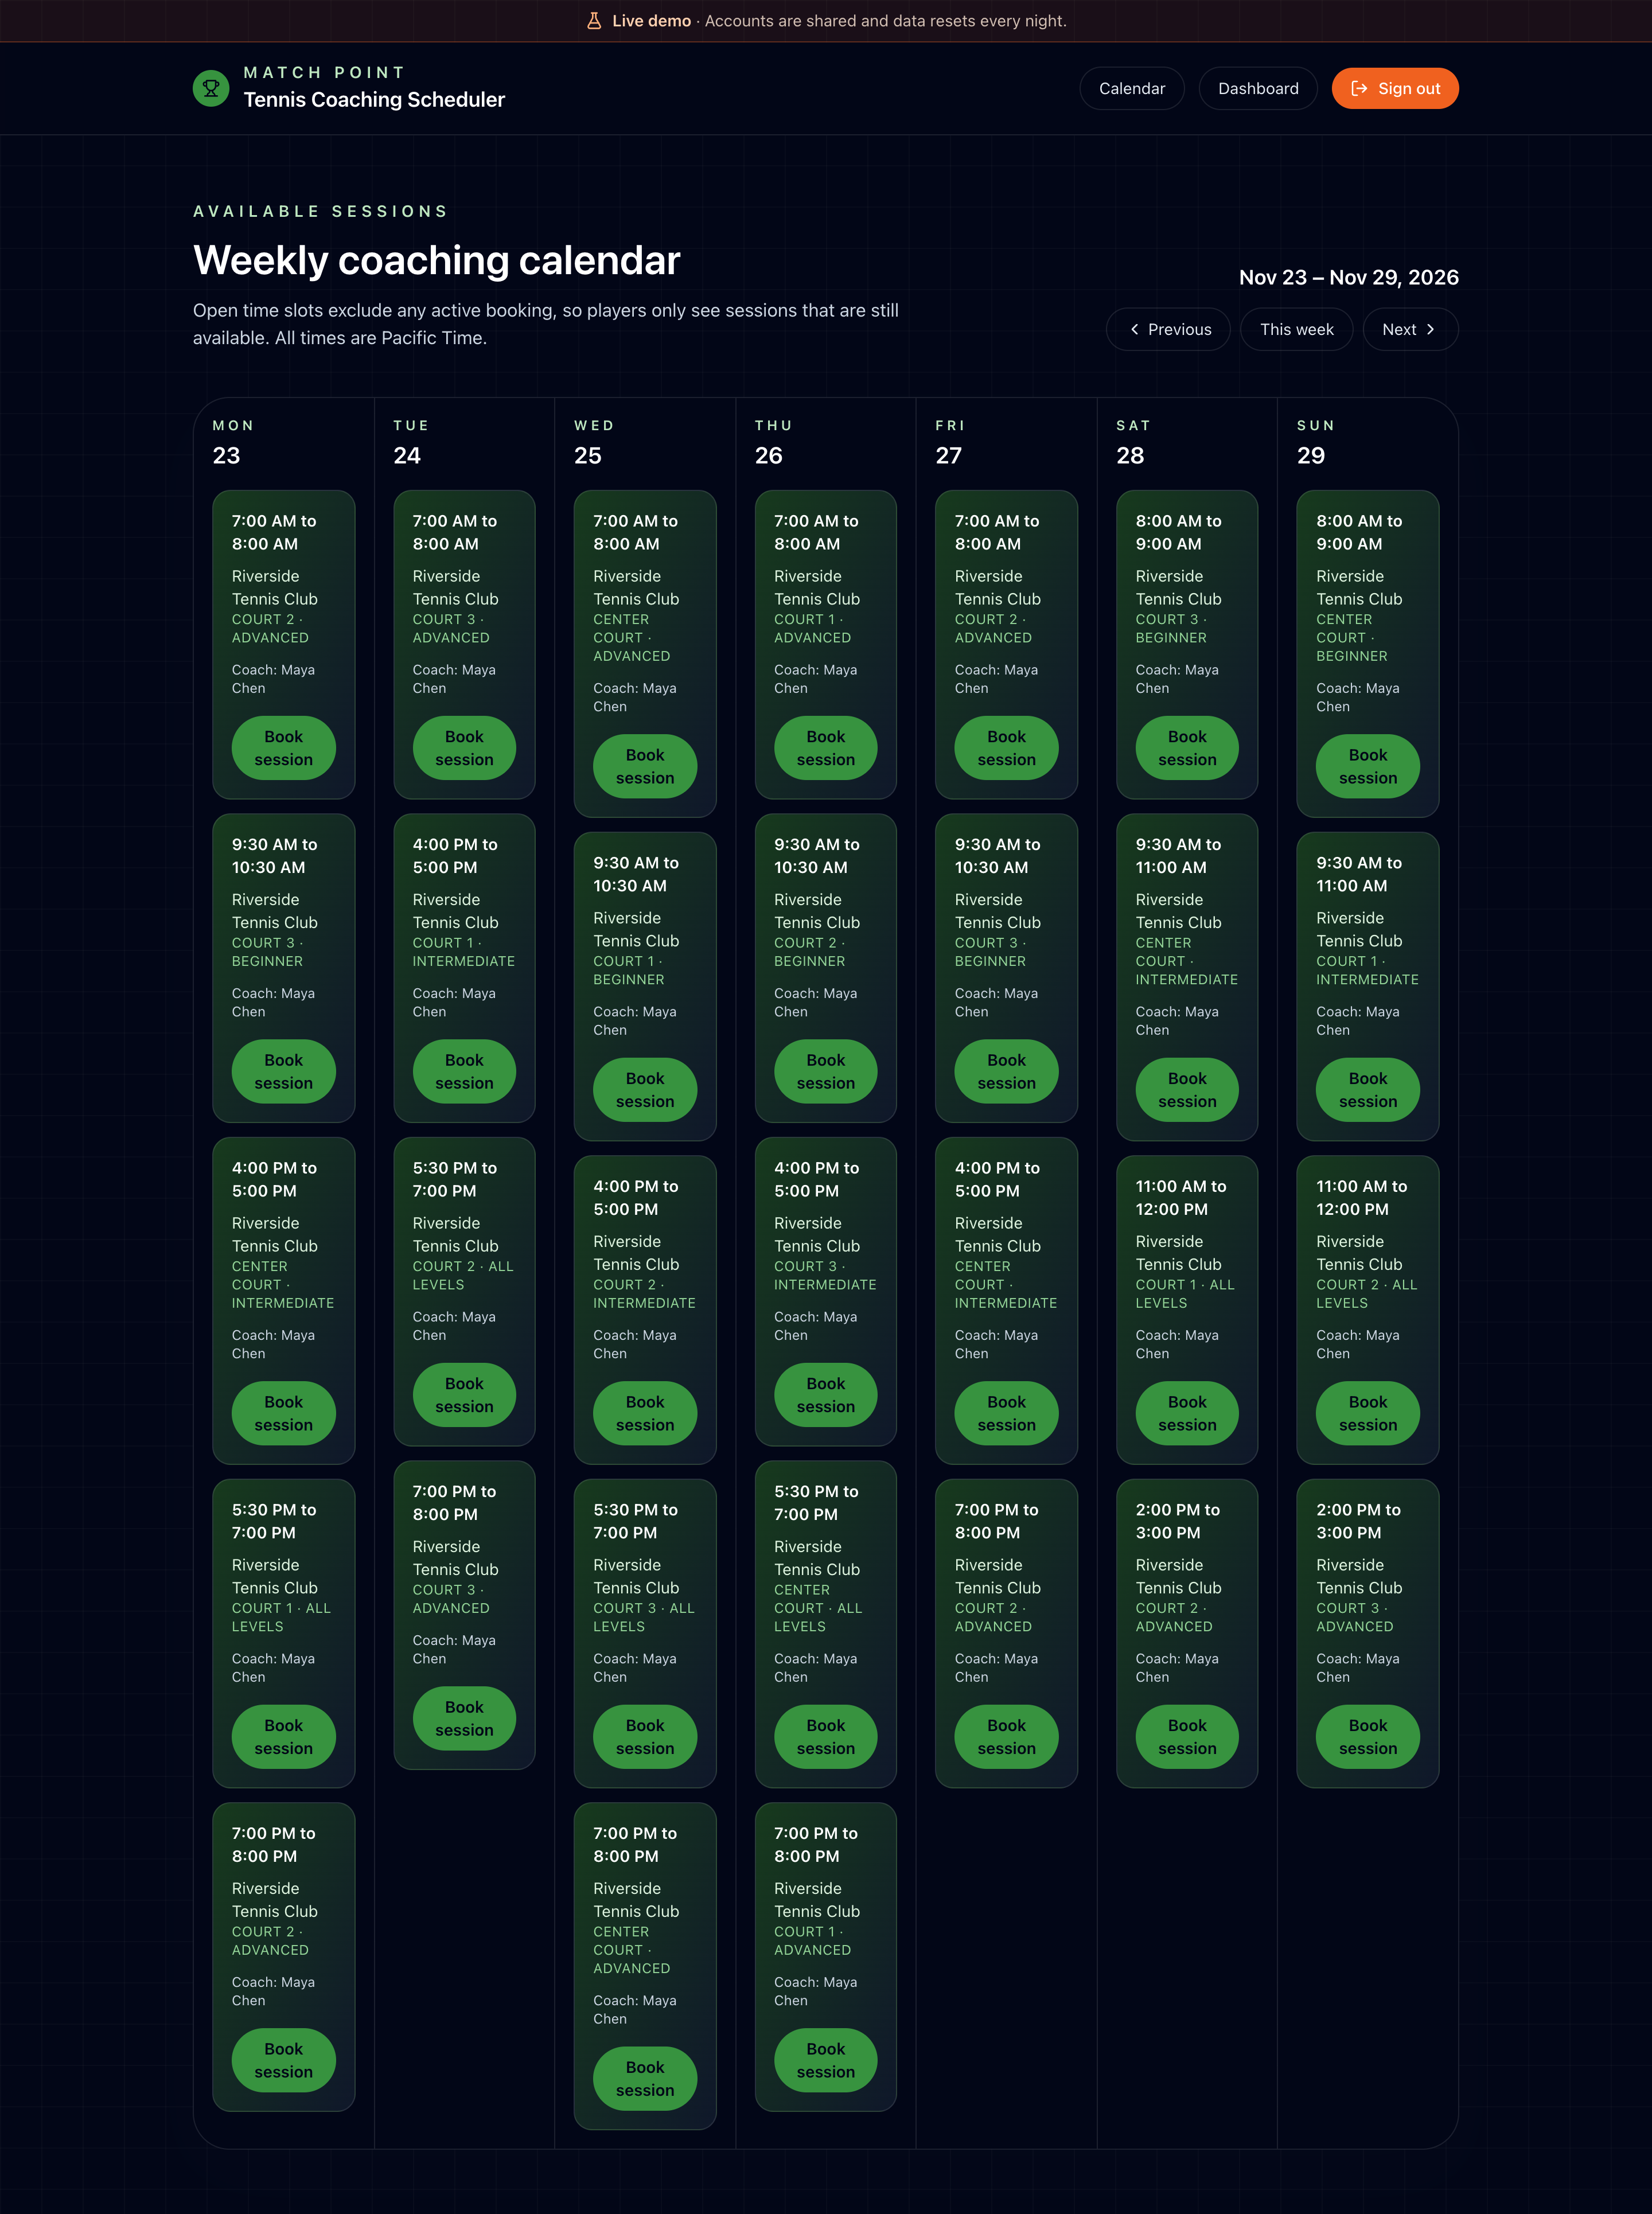 Live demo · Accounts are shared and data resets every night.
MATCH POINT
Tennis Coaching Scheduler
Calendar
Dashboard
Sign out
AVAILABLE SESSIONS
Weekly coaching calendar
Open time slots exclude any active booking, so players only see sessions that are still
available. All times are Pacific Time.
Nov 23 – Nov 29, 2026
Previous
This week
Next
MON
23
7:00 AM to
8:00 AM
Riverside
Tennis Club
COURT 2 ·
ADVANCED
Coach: Maya
Chen
Book
session
9:30 AM to
10:30 AM
Riverside
Tennis Club
COURT 3 ·
BEGINNER
Coach: Maya
Chen
Book
session
4:00 PM to
5:00 PM
Riverside
Tennis Club
CENTER
COURT ·
INTERMEDIATE
Coach: Maya
Chen
Book
session
5:30 PM to
7:00 PM
Riverside
Tennis Club
COURT 1 · ALL
LEVELS
Coach: Maya
Chen
Book
session
7:00 PM to
8:00 PM
Riverside
Tennis Club
COURT 2 ·
ADVANCED
Coach: Maya
Chen
Book
session
TUE
24
7:00 AM to
8:00 AM
Riverside
Tennis Club
COURT 3 ·
ADVANCED
Coach: Maya
Chen
Book
session
4:00 PM to
5:00 PM
Riverside
Tennis Club
COURT 1 ·
INTERMEDIATE
Coach: Maya
Chen
Book
session
5:30 PM to
7:00 PM
Riverside
Tennis Club
COURT 2 · ALL
LEVELS
Coach: Maya
Chen
Book
session
7:00 PM to
8:00 PM
Riverside
Tennis Club
COURT 3 ·
ADVANCED
Coach: Maya
Chen
Book
session
WED
25
7:00 AM to
8:00 AM
Riverside
Tennis Club
CENTER
COURT ·
ADVANCED
Coach: Maya
Chen
Book
session
9:30 AM to
10:30 AM
Riverside
Tennis Club
COURT 1 ·
BEGINNER
Coach: Maya
Chen
Book
session
4:00 PM to
5:00 PM
Riverside
Tennis Club
COURT 2 ·
INTERMEDIATE
Coach: Maya
Chen
Book
session
5:30 PM to
7:00 PM
Riverside
Tennis Club
COURT 3 · ALL
LEVELS
Coach: Maya
Chen
Book
session
7:00 PM to
8:00 PM
Riverside
Tennis Club
CENTER
COURT ·
ADVANCED
Coach: Maya
Chen
Book
session
THU
26
7:00 AM to
8:00 AM
Riverside
Tennis Club
COURT 1 ·
ADVANCED
Coach: Maya
Chen
Book
session
9:30 AM to
10:30 AM
Riverside
Tennis Club
COURT 2 ·
BEGINNER
Coach: Maya
Chen
Book
session
4:00 PM to
5:00 PM
Riverside
Tennis Club
COURT 3 ·
INTERMEDIATE
Coach: Maya
Chen
Book
session
5:30 PM to
7:00 PM
Riverside
Tennis Club
CENTER
COURT · ALL
LEVELS
Coach: Maya
Chen
Book
session
7:00 PM to
8:00 PM
Riverside
Tennis Club
COURT 1 ·
ADVANCED
Coach: Maya
Chen
Book
session
FRI
27
7:00 AM to
8:00 AM
Riverside
Tennis Club
COURT 2 ·
ADVANCED
Coach: Maya
Chen
Book
session
9:30 AM to
10:30 AM
Riverside
Tennis Club
COURT 3 ·
BEGINNER
Coach: Maya
Chen
Book
session
4:00 PM to
5:00 PM
Riverside
Tennis Club
CENTER
COURT ·
INTERMEDIATE
Coach: Maya
Chen
Book
session
7:00 PM to
8:00 PM
Riverside
Tennis Club
COURT 2 ·
ADVANCED
Coach: Maya
Chen
Book
session
SAT
28
8:00 AM to
9:00 AM
Riverside
Tennis Club
COURT 3 ·
BEGINNER
Coach: Maya
Chen
Book
session
9:30 AM to
11:00 AM
Riverside
Tennis Club
CENTER
COURT ·
INTERMEDIATE
Coach: Maya
Chen
Book
session
11:00 AM to
12:00 PM
Riverside
Tennis Club
COURT 1 · ALL
LEVELS
Coach: Maya
Chen
Book
session
2:00 PM to
3:00 PM
Riverside
Tennis Club
COURT 2 ·
ADVANCED
Coach: Maya
Chen
Book
session
SUN
29
8:00 AM to
9:00 AM
Riverside
Tennis Club
CENTER
COURT ·
BEGINNER
Coach: Maya
Chen
Book
session
9:30 AM to
11:00 AM
Riverside
Tennis Club
COURT 1 ·
INTERMEDIATE
Coach: Maya
Chen
Book
session
11:00 AM to
12:00 PM
Riverside
Tennis Club
COURT 2 · ALL
LEVELS
Coach: Maya
Chen
Book
session
2:00 PM to
3:00 PM
Riverside
Tennis Club
COURT 3 ·
ADVANCED
Coach: Maya
Chen
Book
session